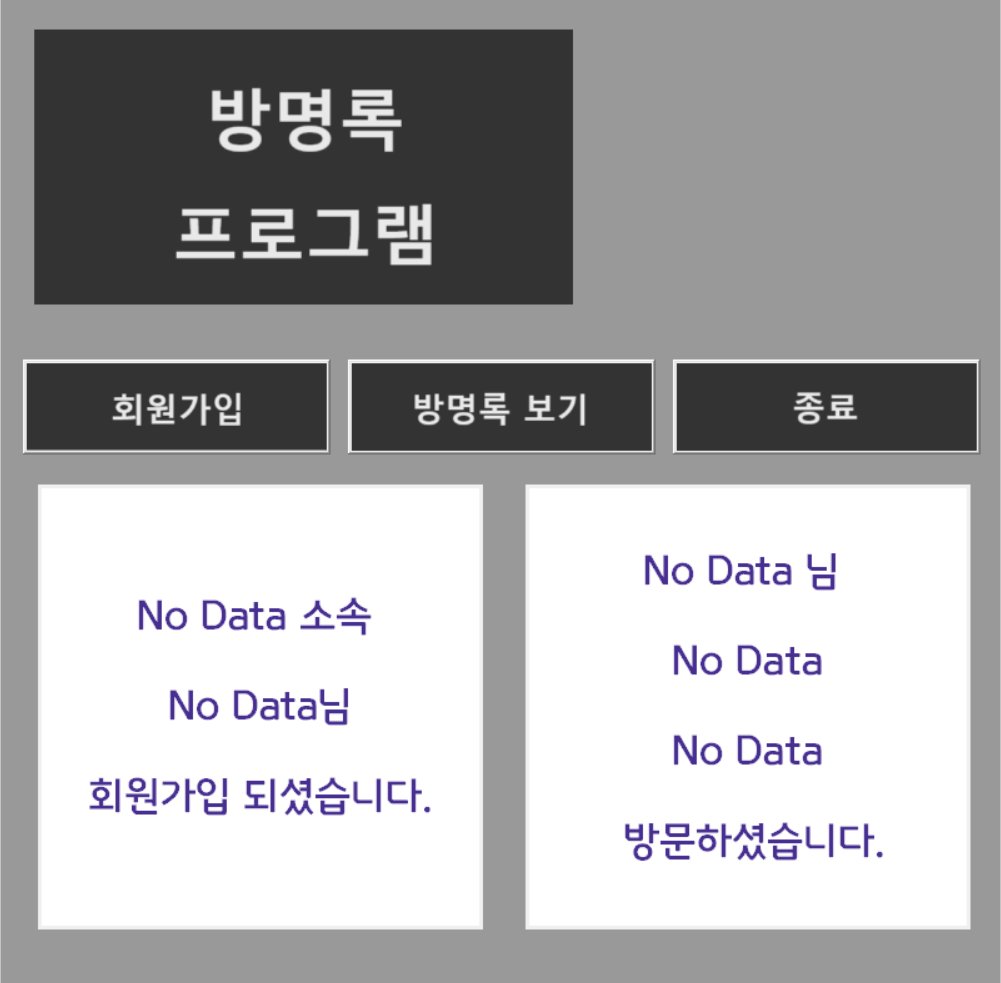 방명록
프로그램
회원가입
방명록 보기
종료
No Data 소속
No Data님
회원가입 되셨습니다.
No Data 님
No Data
No Data
방문하셨습니다.